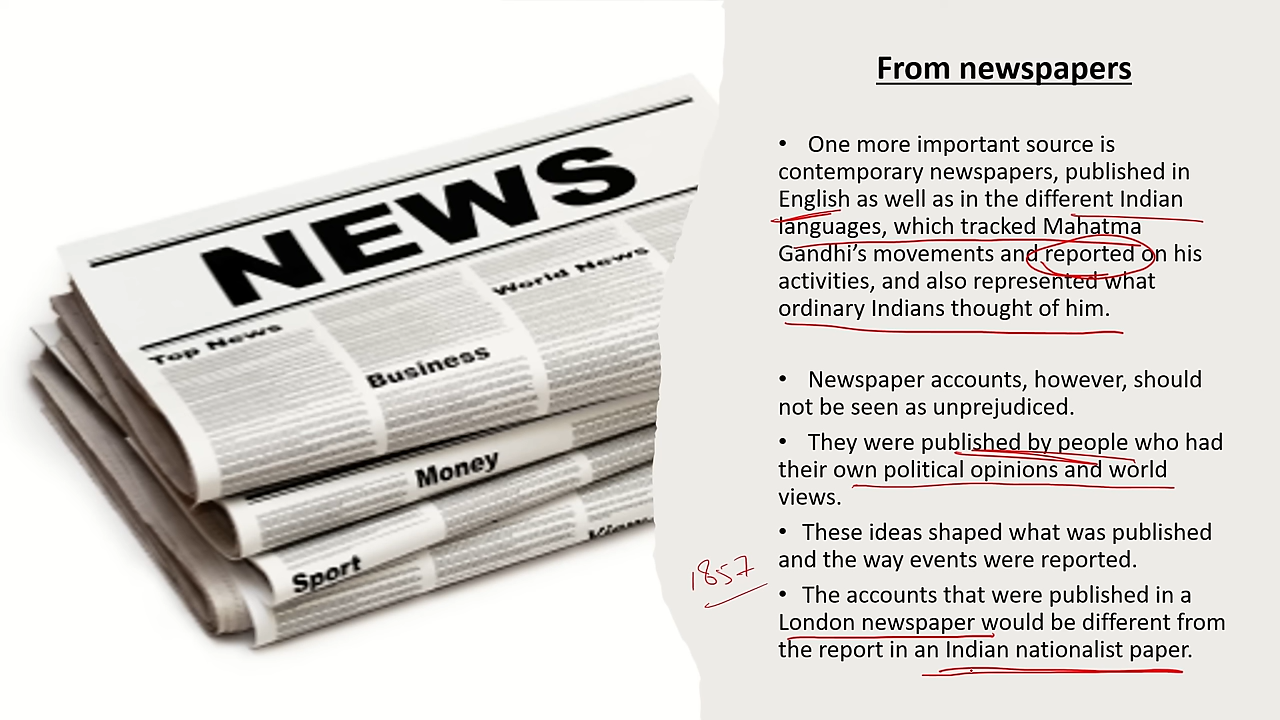 NEWS
World News
Top News
Business
Money
Sport
From newspapers
• One more important source is
contemporary newspapers, published in
English as well as in the different Indian
languages, which tracked Mahatma
Gandhi’s movements and reported on his
activities, and also represented what
ordinary Indians thought of him.
• Newspaper accounts, however, should
not be seen as unprejudiced.
• They were published by people who had
their own political opinions and world
views.
• These ideas shaped what was published
and the way events were reported.
1857
• The accounts that were published in a
London newspaper would be different from
the report in an Indian nationalist paper.